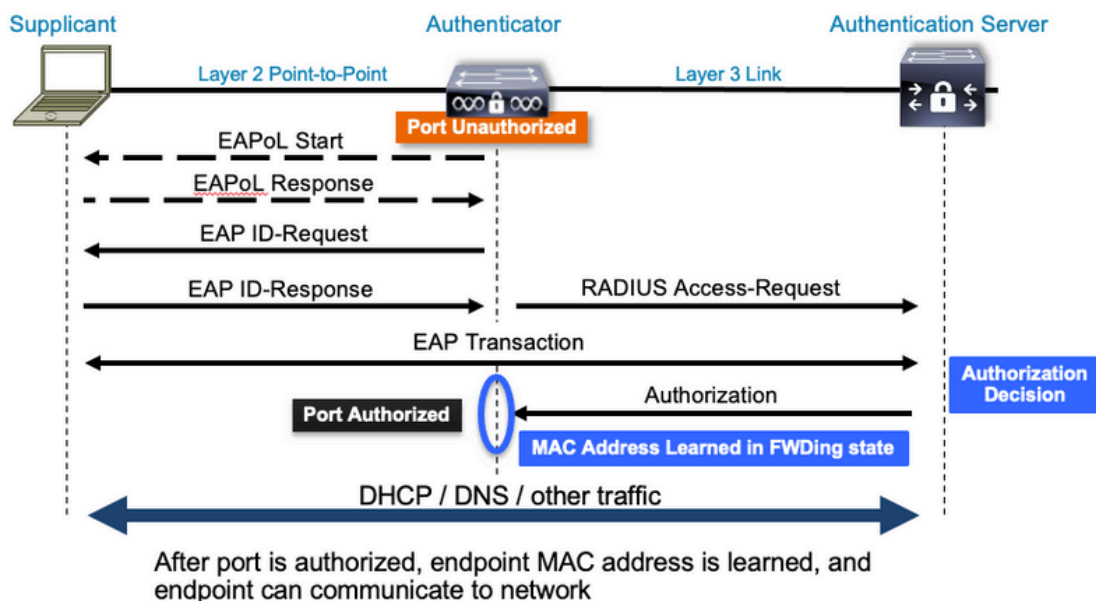 Supplicant
Authenticator
Authentication Server
Layer 2 Point-to-Point
Layer 3 Link
Port Unauthorized
EAPoL Start
EAPoL Response
EAP ID-Request
EAP ID-Response
RADIUS Access-Request
EAP Transaction
Authorization
Decision
Port Authorized
Authorization
MAC Address Learned in FWDing state
DHCP / DNS / other traffic
After port is authorized, endpoint MAC address is learned, and
endpoint can communicate to network